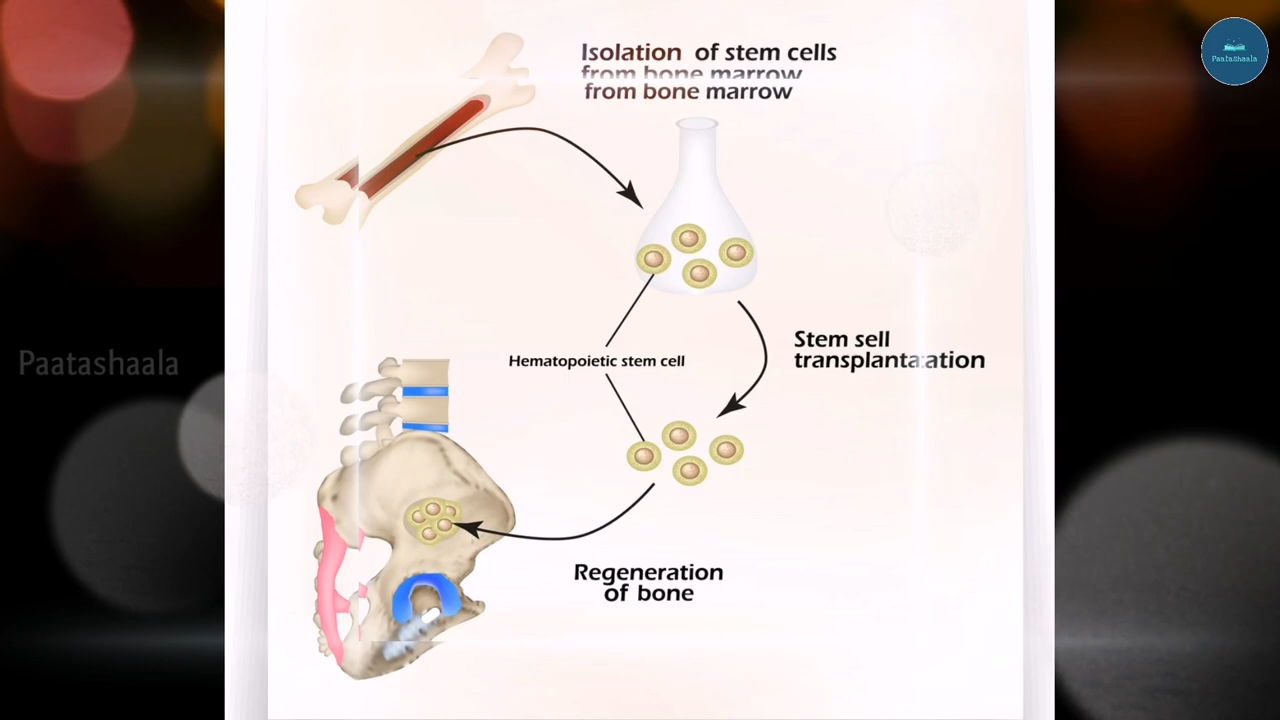 Isolation of stem cells
from bone marrow
from bone marrow
PaataShaala
Stem sell
transplantaation
Paatashaala
Hematopoietic stem cell
Regeneration
of bone